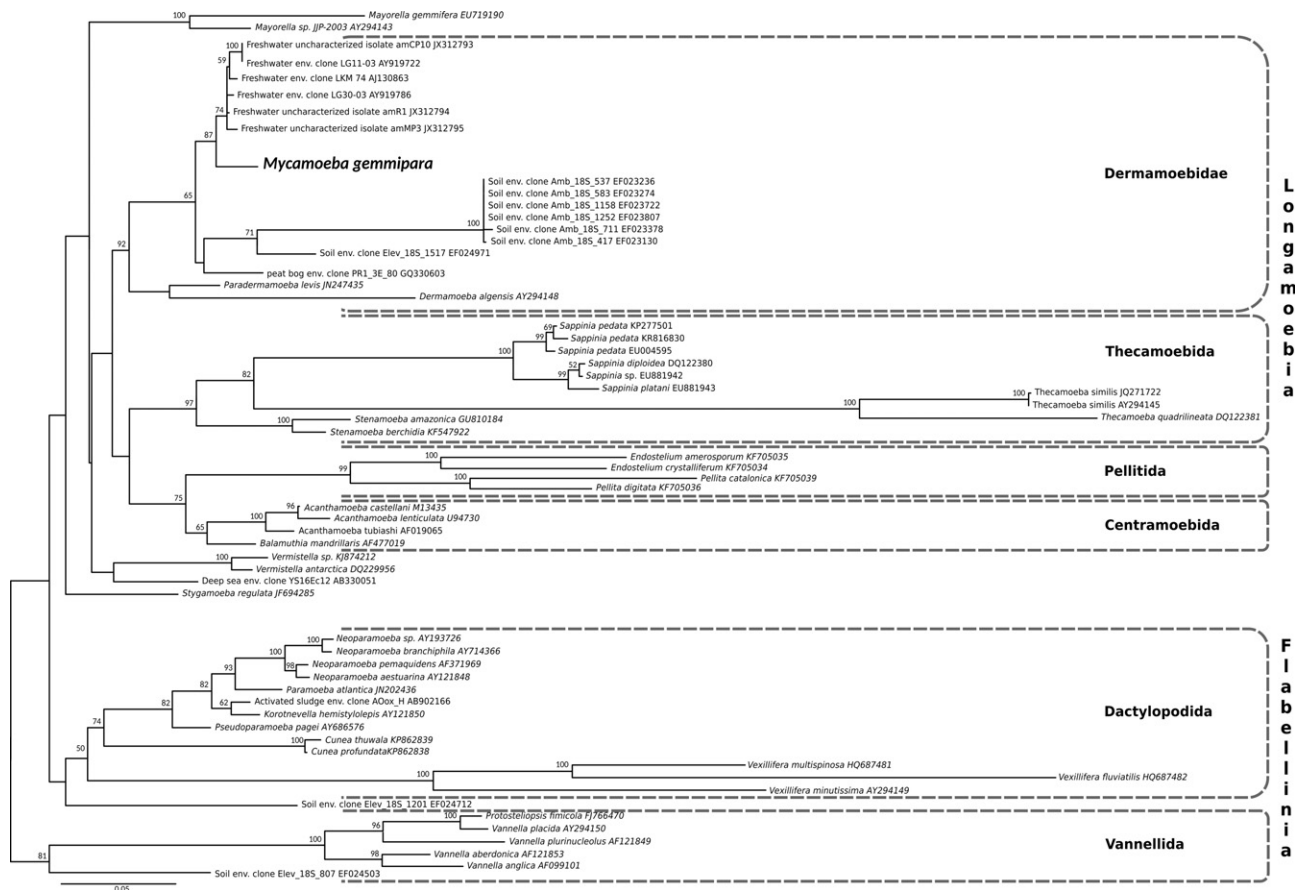 100
Mayorella gemmifera EU719190
Mayorella sp. JJP-2003 AY294143
100
Freshwater uncharacterized isolate amCP10 JX312793
59
Freshwater env. clone LG11-03 AY919722
Freshwater env. clone LKM 74 AJ130863
Freshwater env. clone LG30-03 AY919786
74
Freshwater uncharacterized isolate amR1 JX312794
Freshwater uncharacterized isolate amMP3 JX312795
87
Mycamoeba gemmipara
Dermamoebidae
65
Soil env. clone Amb_18S_537 EF023236
Soil env. clone Amb_18S_583 EF023274
Soil env. clone Amb_18S_1158 EF023722
Soil env. clone Amb_18S_1252 EF023807
100
Soil env. clone Amb_18S_711 EF023378
Soil env. clone Amb_18S_417 EF023130
71
Soil env. clone Elev_18S_1517 EF024971
92
peat bog env. clone PR1_3E_80 GQ330603
Paradermamoeba levis JN247435
Dermamoeba algensis AY294148
Longamoebia
69
Sappinia pedata KP277501
99
Sappinia pedata KR816830
Sappinia pedata EU004595
100
Thecamoebida
52
Sappinia diploidea DQ122380
99
Sappinia sp. EU881942
Sappinia platani EU881943
82
100
Thecamoeba similis JQ271722
100
Thecamoeba similis AY294145
Thecamoeba quadrilineata DQ122381
97
100
Stenamoeba amazonica GU810184
Stenamoeba berchidia KF547922
99
100
Endostelium amerosporum KF705035
Endostelium crystalliferum KF705034
Pellitida
100
Pellita catalonica KF705039
Pellita digitata KF705036
75
96
Acanthamoeba castellani M13435
100
Acanthamoeba lenticulata U94730
65
Acanthamoeba tubiashi AF019065
Centramoebida
Balamuthia mandrillaris AF477019
100
Vermistella sp. KJ874212
Vermistella antarctica DQ229956
Deep sea env. clone YS16Ec12 AB330051
Stygamoeba regulata JF694285
100
Neoparamoeba sp. AY193726
100
Neoparamoeba branchiphila AY714366
98
Neoparamoeba pemaquidens AF371969
93
Neoparamoeba aestuarina AY121848
82
Paramoeba atlantica JN202436
62
Activated sludge env. clone AOox_H AB902166
82
Korotnevella hemistylolepis AY121850
Dactylopodida
74
Pseudoparamoeba pagei AY686576
100
Cunea thuwala KP862839
Cunea profundataKP862838
50
100
100
Vexillifera multispinosa HQ687481
Vexillifera fluviatilis HQ687482
Vexillifera minutissima AY294149
Flabellinia
Soil env. clone Elev_18S_1201 EF024712
100
Protosteliopsis fimicola FJ766470
96
Vannella placida AY294150
100
Vannella plurinucleolus AF121849
Vannellida
98
Vannella aberdonica AF121853
Vannella anglica AF099101
81
Soil env. clone Elev_18S_807 EF024503
0.05